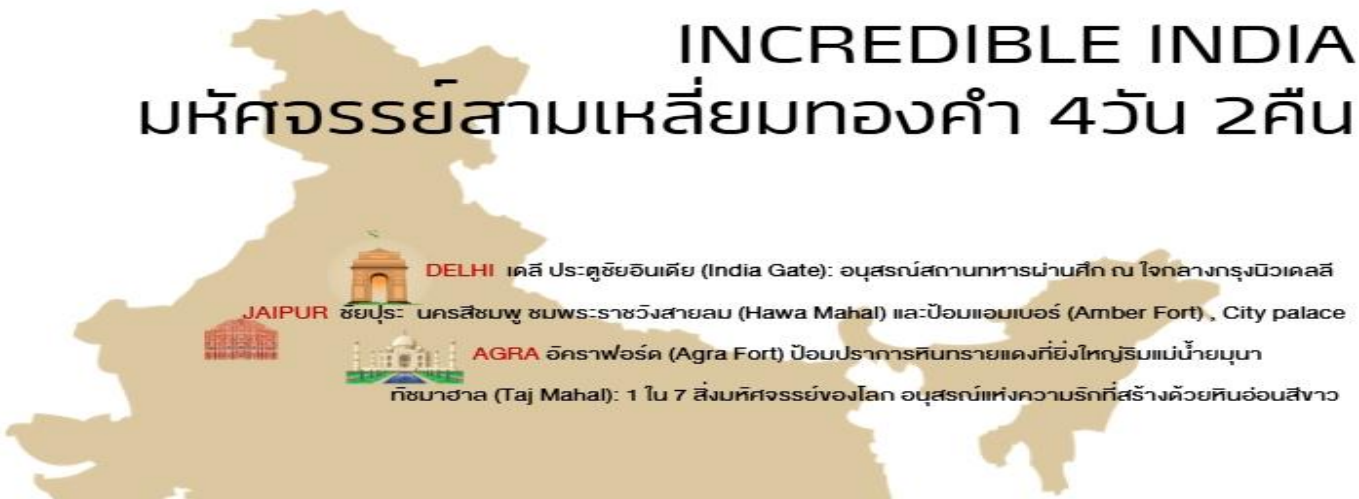 INCREDIBLE INDIA
มหัศจรรย์สามเหลี่ยมทองคำ 4วัน 2คืน
DELHI เดลี ประตูชัยอินเดีย (India Gate): อนุสรณ์สถานทหารผ่านศึก ณ ใจกลางกรุงนิวเดลลี
JAIPUR ชัยปุระ นครสีชมพู ชมพระราชวังสายลม (Hawa Mahal) และป้อมแอมเบอร์ (Amber Fort) , City palace
AGRA อัคราฟอร์ด (Agra Fort) ป้อมปราการหินทรายแดงที่ยิ่งใหญ่ริมแม่น้ำยมุนา
ทัชมาฮาล (Taj Mahal): 1 ใน 7 สิ่งมหัศจรรย์ของโลก อนุสรณ์แห่งความรักที่สร้างด้วยหินอ่อนสีขาว